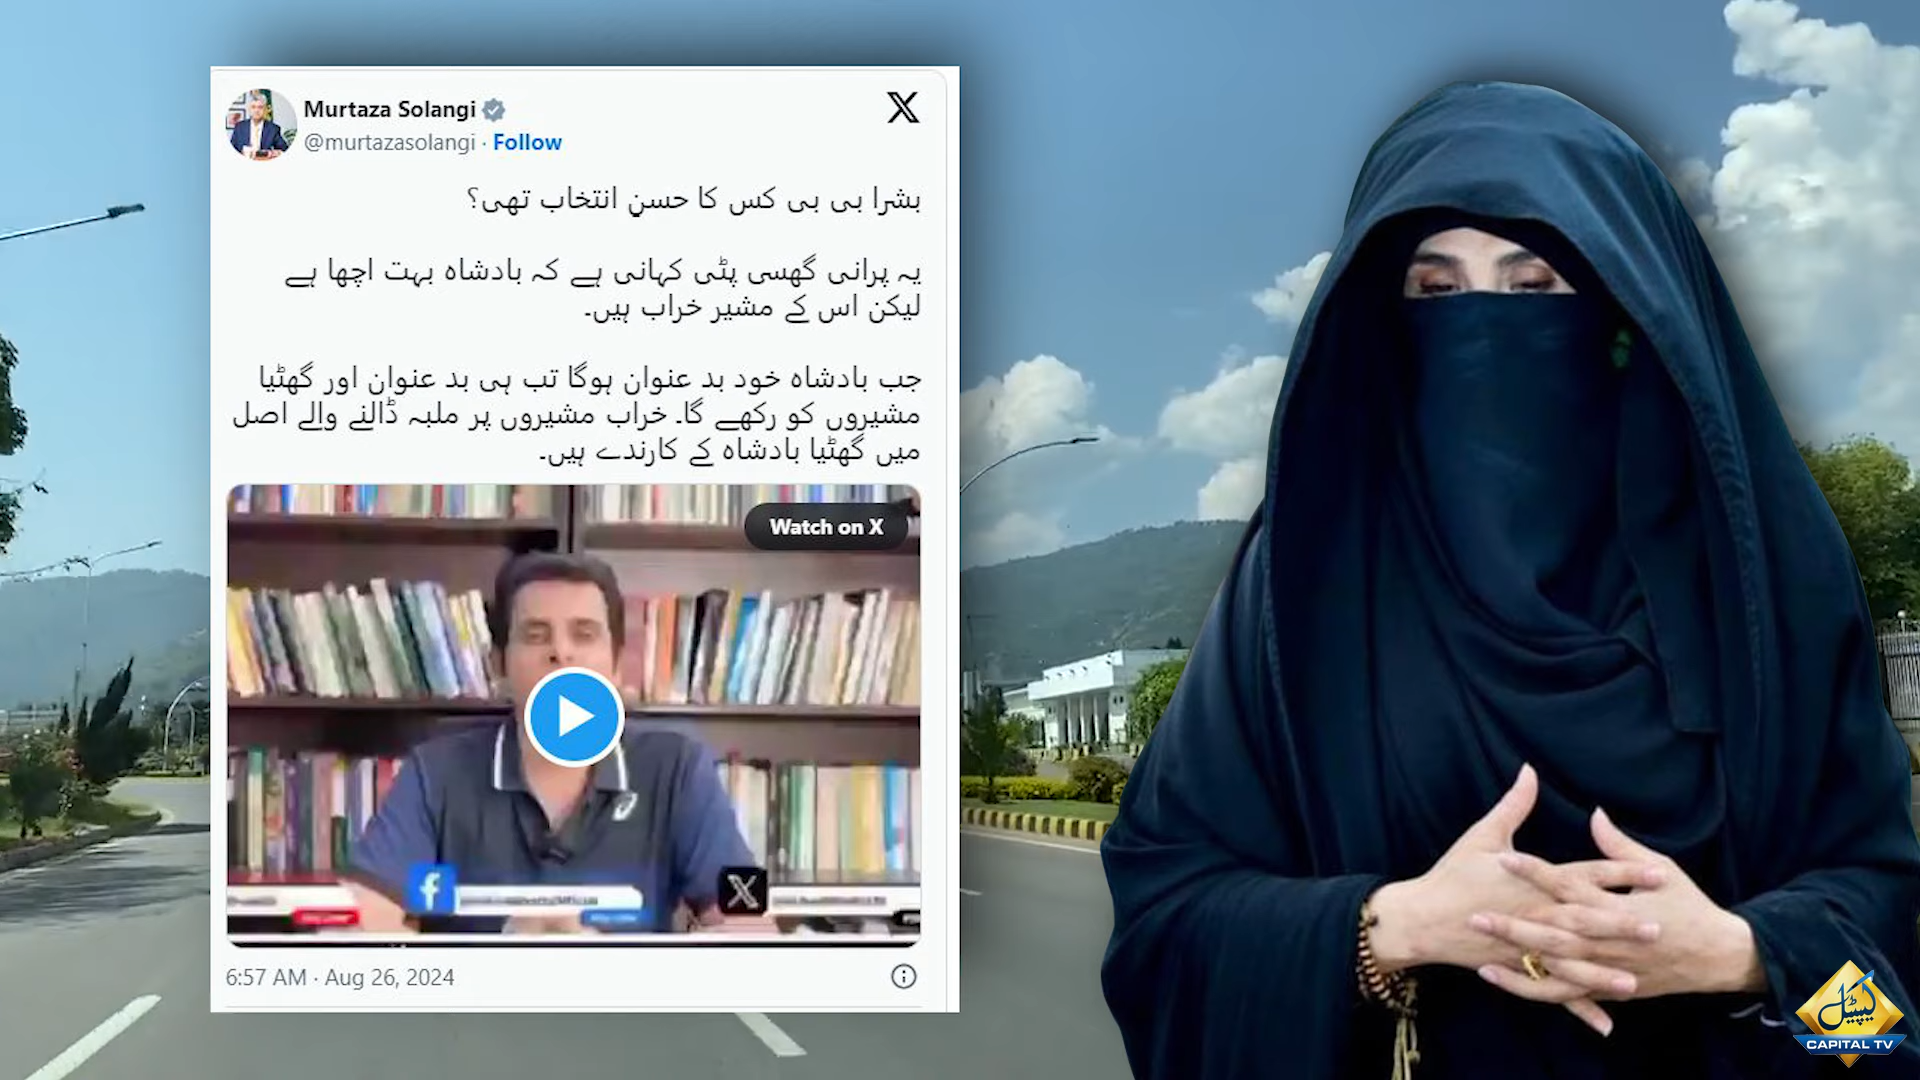 Murtaza Solangi
@murtazasolangi · Follow
بشرا بی بی کس کا حسنِ انتخاب تھی؟
یہ پرانی گھسی پٹی کہانی ہے کہ بادشاہ بہت اچھا ہے
لیکن اس کے مشیر خراب ہیں۔
جب بادشاہ خود بد عنوان ہوگا تب ہی بد عنوان اور گھٹیا
مشیروں کو رکھے گا۔ خراب مشیروں پر ملبہ ڈالنے والے اصل
میں گھٹیا بادشاہ کے کارندے ہیں۔
Watch on X
6:57 AM · Aug 26, 2024
کیپیٹل
CAPITAL TV